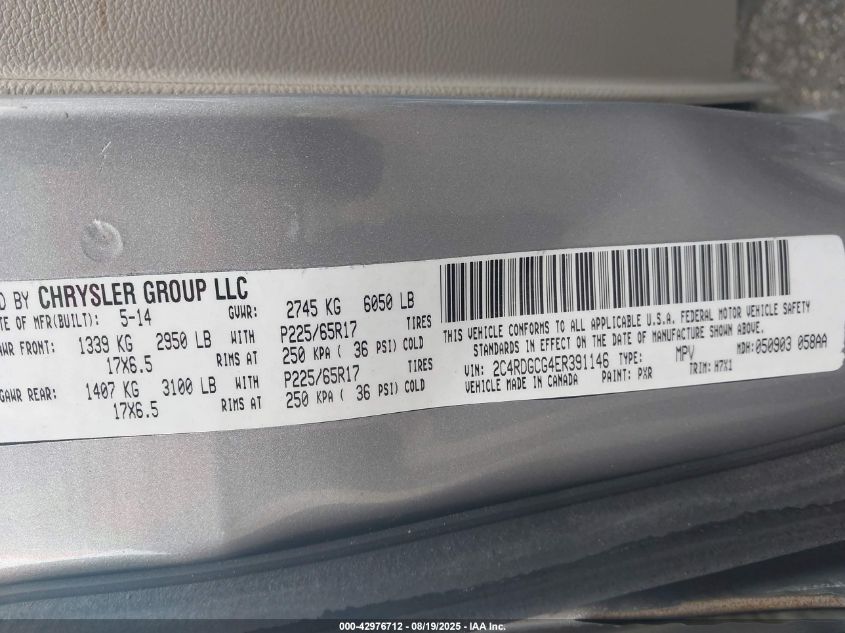 D BY CHRYSLER GROUP LLC
TE OF MFR(BUILT): 5-14 GVWR: 2745 KG 6050 LB
AWR FRONT: 1339 KG 2950 LB WITH P225/65R17 TIRES
17X6.5 RIMS AT 250 KPA ( 36 PSI) COLD
GAWR REAR: 1407 KG 3100 LB WITH P225/65R17 TIRES
17X6.5 RIMS AT 250 KPA ( 36 PSI) COLD
THIS VEHICLE CONFORMS TO ALL APPLICABLE U.S.A. FEDERAL MOTOR VEHICLE SAFETY
STANDARDS IN EFFECT ON THE DATE OF MANUFACTURE SHOWN ABOVE.
VIN: 2C4RDGCG4ER391146 TYPE: MPV MDH:050903 058AA
VEHICLE MADE IN CANADA PAINT: PXR TRIM: H7X1
000-42976712 - 08/19/2025 - IAA Inc.